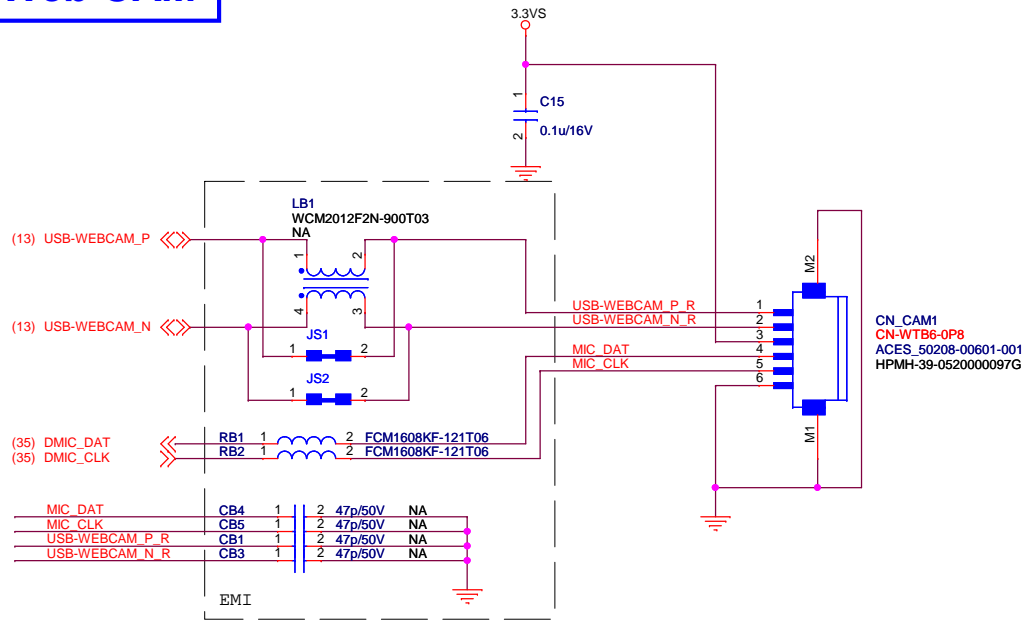 Web CAM
3.3VS
1
C15
2
0.1u/16V
LB1
WCM2012F2N-900T03
NA
(13) USB-WEBCAM_P
1
2
M2
4
3
(13) USB-WEBCAM_N
USB-WEBCAM_P_R
1
USB-WEBCAM_N_R
2
3
MIC_DAT
4
MIC_CLK
5
6
CN_CAM1
CN-WTB6-0P8
ACES_50208-00601-001
HPMH-39-0520000097G
JS1
1
2
JS2
1
2
M1
(35) DMIC_DAT
RB1 1 2 FCM1608KF-121T06
(35) DMIC_CLK
RB2 1 2 FCM1608KF-121T06
MIC_DAT CB4 1 2 47p/50V NA
MIC_CLK CB5 1 2 47p/50V NA
USB-WEBCAM_P_R CB1 1 2 47p/50V NA
USB-WEBCAM_N_R CB3 1 2 47p/50V NA
EMI